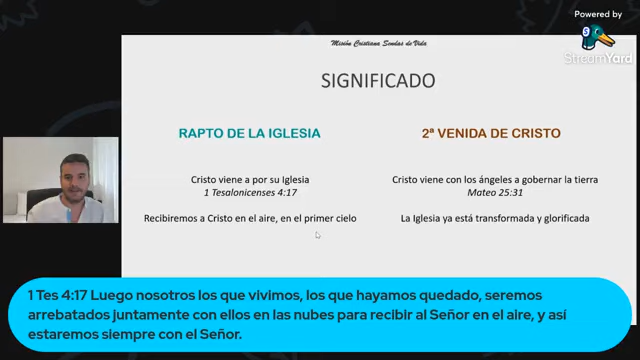 Powered by
StreamYard
Misión Cristiana Sendas de Vida
SIGNIFICADO
RAPTO DE LA IGLESIA
Cristo viene a por su Iglesia
1 Tesalonicenses 4:17
Recibiremos a Cristo en el aire, en el primer cielo
2ª VENIDA DE CRISTO
Cristo viene con los ángeles a gobernar la tierra
Mateo 25:31
La Iglesia ya está transformada y glorificada
1 Tes 4:17 Luego nosotros los que vivimos, los que hayamos quedado, seremos
arrebatados juntamente con ellos en las nubes para recibir al Señor en el aire, y así
estaremos siempre con el Señor.